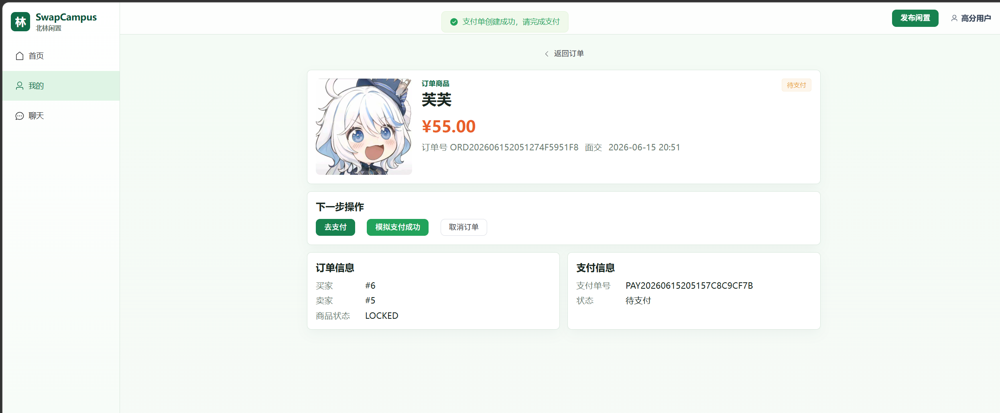 林
SwapCampus
北林闲置
支付单创建成功，请完成支付
发布闲置
高分用户
首页
我的
聊天
返回订单
订单商品
待支付
芙芙
¥55.00
订单号 ORD202606152051274F5951F8 面交 2026-06-15 20:51
下一步操作
去支付
模拟支付成功
取消订单
订单信息
买家 #6
卖家 #5
商品状态 LOCKED
支付信息
支付单号 PAY20260615205157C8C9CF7B
状态 待支付